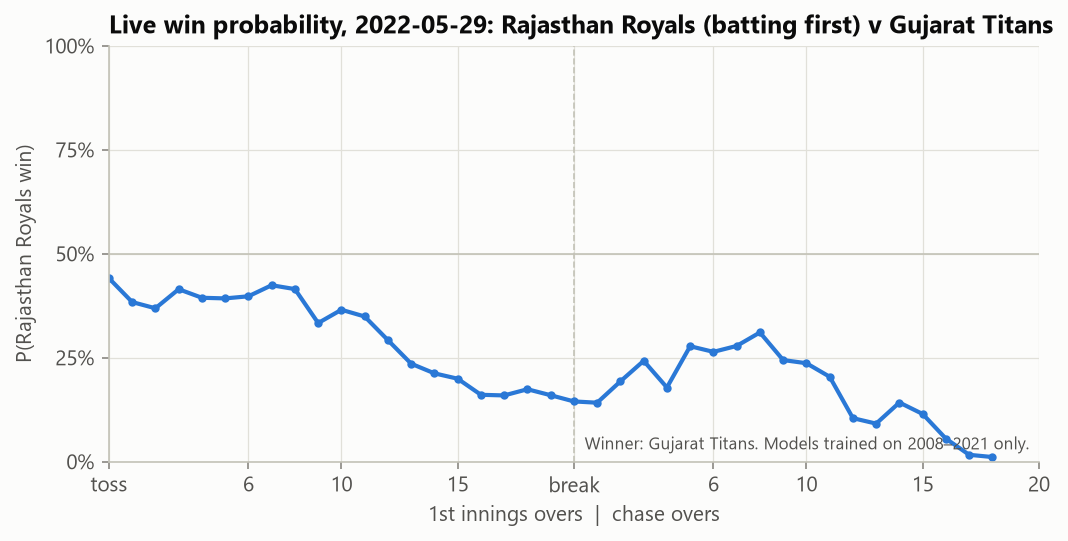 Live win probability, 2022-05-29: Rajasthan Royals (batting first) v Gujarat Titans
100%
75%
50%
25%
0%
P(Rajasthan Royals win)
Winner: Gujarat Titans. Models trained on 2008–2021 only.
toss 6 10 15 break 6 10 15 20
1st innings overs | chase overs